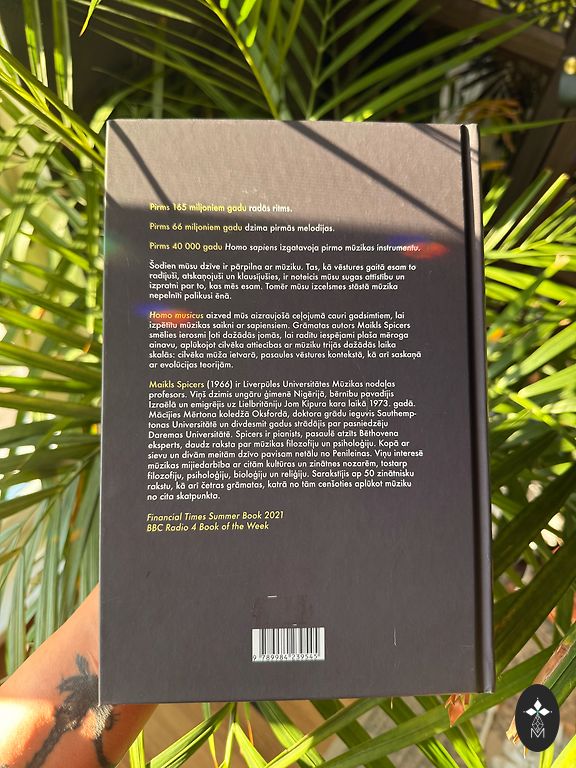 Pirms 165 miljoniem gadu radās ritms.
Pirms 66 miljoniem gadu dzima pirmās melodijas.
Pirms 40 000 gadu Homo sapiens izgatavoja pirmo mūzikas instrumentu.
Šodien mūsu dzīve ir pārpilna ar mūziku. Tas, kā vēstures gaitā esam to
radījuši, atskaņojuši un klausījušies, ir noteicis mūsu sugas attīstību un
izpratni par to, kas mēs esam. Tomēr mūsu izcelsmes stāstā mūzika
nepelnīti palikusi ēnā.
Homo musicus aizved mūs aizraujošā ceļojumā cauri gadsimtiem, lai
izpētītu mūzikas saikni ar sapiensiem. Grāmatas autors Maikls Spicers
smēlies ierosmi ļoti dažādās jomās, lai radītu iespējami plaša mēroga
ainavu, aplūkojot cilvēka attiecības ar mūziku trijās dažādās laika
skalās: cilvēka mūža ietvarā, pasaules vēstures kontekstā, kā arī saskaņā
ar evolūcijas teorijām.
Maikls Spicers (1966) ir Liverpūles Universitātes Mūzikas nodaļas
profesors. Viņš dzimis ungāru ģimenē Nigērijā, bērnību pavadījis
Izraēlā un emigrējis uz Lielbritāniju Jom Kipura kara laikā 1973. gadā.
Mācījies Mērtona koledžā Oksfordā, doktora grādu ieguvis Sauthemp-
tonas Universitātē un divdesmit gadus strādājis par pasniedzēju
Daremas Universitātē. Spicers ir pianists, pasaulē atzīts Bēthovena
eksperts, daudz raksta par mūzikas filozofiju un psiholoģiju. Kopā ar
sievu un divām meitām dzīvo pavisam netālu no Penileinas. Viņu interesē
mūzikas mijiedarbība ar citām kultūras un zinātnes nozarēm, tostarp
filozofiju, psiholoģiju, bioloģiju un reliģiju. Sarakstījis ap 50 zinātnisku
rakstu, kā arī četras grāmatas, katrā no tām cenšoties aplūkot mūziku
no cita skatpunkta.
Financial Times Summer Book 2021
BBC Radio 4 Book of the Week
9 789984 239545